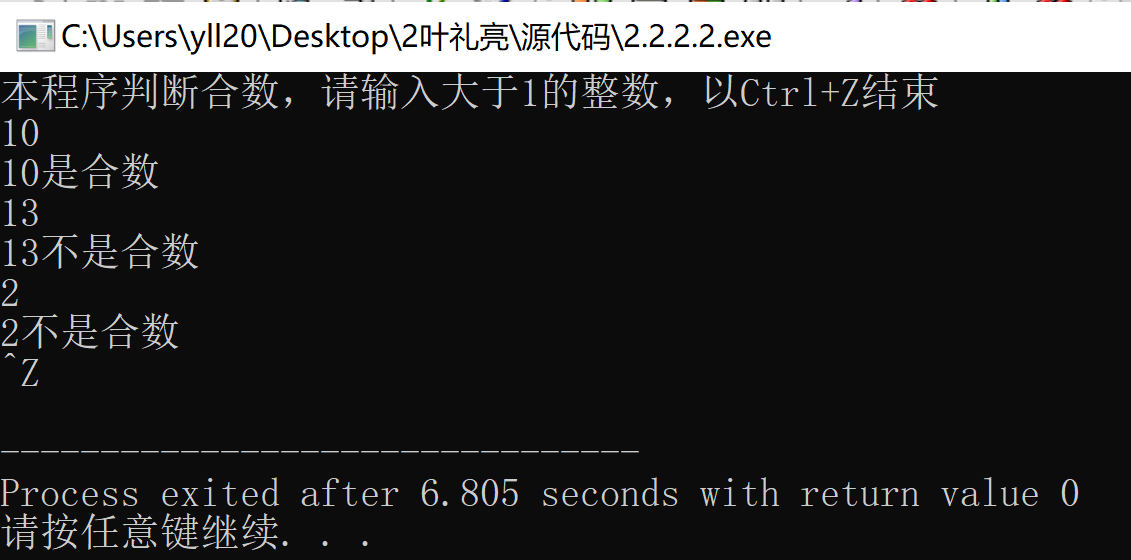 C:\Users\yll20\Desktop\2叶礼亮\源代码\2.2.2.2.exe
本程序判断合数，请输入大于1的整数，以Ctrl+Z结束
10
10是合数
13
13不是合数
2
2不是合数
^Z
--------------------------------
Process exited after 6.805 seconds with return value 0
请按任意键继续. . .